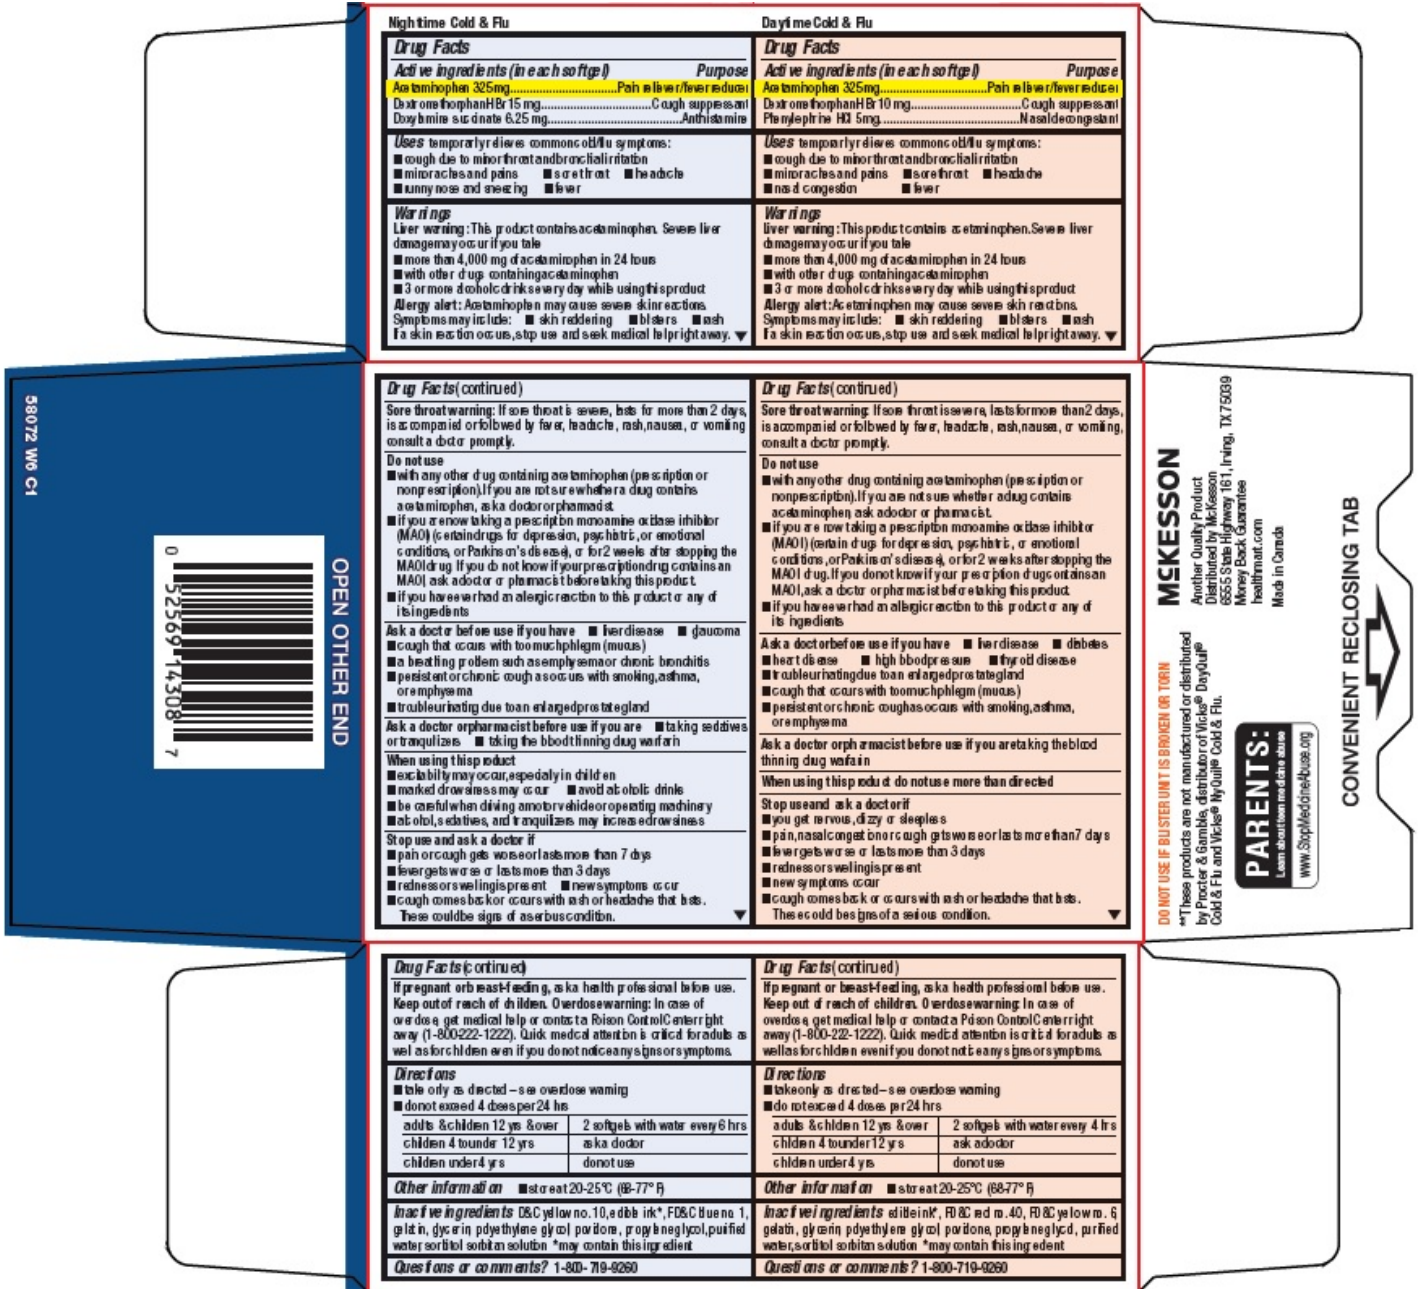 Nighttime Cold & Flu
Drug Facts
Active ingredients (in each softgel) Purpose
Acetaminophen 325mg..............................Pain reliever/fever reducer
Dextromethorphan HBr 15 mg..............................Cough suppressant
Doxylamine succinate 6.25 mg..............................Anthistamine
Uses temporarly relieves common cold/flu symptoms:
■ cough due to minor throat and bronchial irritation
■ minor aches and pains ■ sore throat ■ headache
■ runny nose and sneezing ■ fever
Warnings
Liver warning: This product contains acetaminophen. Severe liver
damage may occur if you take
■ more than 4,000 mg of acetaminophen in 24 hours
■ with other drugs containing acetaminophen
■ 3 or more alcoholic drinks every day while using this product
Allergy alert: Acetaminophen may cause severe skin reactions.
Symptoms may include: ■ skin reddening ■ blisters ■ rash
If a skin reaction occurs, stop use and seek medical help right away. ▼
Daytime Cold & Flu
Drug Facts
Active ingredients (in each softgel) Purpose
Acetaminophen 325mg..............................Pain reliever/fever reducer
Dextromethorphan HBr 10 mg..............................Cough suppressant
Phenylephrine HCl 5mg..............................Nasal decongestant
Uses temporarly relieves common cold/flu symptoms:
■ cough due to minor throat and bronchial irritation
■ minor aches and pains ■ sore throat ■ headache
■ nasal congestion ■ fever
Warnings
Liver warning: This product contains acetaminophen. Severe liver
damage may occur if you take
■ more than 4,000 mg of acetaminophen in 24 hours
■ with other drugs containing acetaminophen
■ 3 or more alcoholic drinks every day while using this product
Allergy alert: Acetaminophen may cause severe skin reactions.
Symptoms may include: ■ skin reddening ■ blisters ■ rash
If a skin reaction occurs, stop use and seek medical help right away. ▼
58072 W6 C1
0 52569 14308 7
OPEN OTHER END
Drug Facts (continued)
Sore throat warning: If sore throat is severe, lasts for more than 2 days,
is accompanied or followed by fever, headache, rash, nausea, or vomiting,
consult a doctor promptly.
Do not use
■ with any other drug containing acetaminophen (prescription or
nonprescription). If you are not sure whether a drug contains
acetaminophen, ask a doctor or pharmacist.
■ if you are now taking a prescription monoamine oxidase inhibitor
(MAOI) (certain drugs for depression, psychiatric, or emotional
conditions, or Parkinson's disease), or for 2 weeks after stopping the
MAOI drug. If you do not know if your prescription drug contains an
MAOI, ask a doctor or pharmacist before taking this product.
■ if you have ever had an allergic reaction to this product or any of
its ingredients
Ask a doctor before use if you have ■ liver disease ■ glaucoma
■ cough that occurs with too much phlegm (mucus)
■ a breathing problem such as emphysema or chronic bronchitis
■ persistent or chronic cough as occurs with smoking, asthma,
or emphysema
■ trouble urinating due to an enlarged prostate gland
Ask a doctor or pharmacist before use if you are ■ taking sedatives
or tranquilizers ■ taking the blood thinning drug warfarin
When using this product
■ excitability may occur, especially in children
■ marked drowsiness may occur ■ avoid alcoholic drinks
■ be careful when driving a motor vehicle or operating machinery
■ alcohol, sedatives, and tranquilizers may increase drowsiness
Stop use and ask a doctor if
■ pain or cough gets worse or lasts more than 7 days
■ fever gets worse or lasts more than 3 days
■ redness or swelling is present ■ new symptoms occur
■ cough comes back or occurs with rash or headache that lasts.
These could be signs of a serious condition. ▼
Drug Facts (continued)
Sore throat warning: If sore throat is severe, lasts for more than 2 days,
is accompanied or followed by fever, headache, rash, nausea, or vomiting,
consult a doctor promptly.
Do not use
■ with any other drug containing acetaminophen (prescription or
nonprescription). If you are not sure whether a drug contains
acetaminophen, ask a doctor or pharmacist.
■ if you are now taking a prescription monoamine oxidase inhibitor
(MAOI) (certain drugs for depression, psychiatric, or emotional
conditions, or Parkinson's disease), or for 2 weeks after stopping the
MAOI drug. If you do not know if your prescription drug contains an
MAOI, ask a doctor or pharmacist before taking this product.
■ if you have ever had an allergic reaction to this product or any of
its ingredients
Ask a doctor before use if you have ■ liver disease ■ diabetes
■ heart disease ■ high blood pressure ■ thyroid disease
■ trouble urinating due to an enlarged prostate gland
■ cough that occurs with too much phlegm (mucus)
■ persistent or chronic cough as occurs with smoking, asthma,
or emphysema
Ask a doctor or pharmacist before use if you are taking the blood
thinning drug warfarin
When using this product do not use more than directed
Stop use and ask a doctor if
■ you get nervous, dizzy or sleepless
■ pain, nasal congestion or cough gets worse or lasts more than 7 days
■ fever gets worse or lasts more than 3 days
■ redness or swelling is present
■ new symptoms occur
■ cough comes back or occurs with rash or headache that lasts.
These could be signs of a serious condition. ▼
MCKESSON
Another Quality Product
Distributed by McKesson
6555 State Highway 161, Irving, TX 75039
Money Back Guarantee
healthmart.com
Made in Canada
DO NOT USE IF BLISTER UNIT IS BROKEN OR TORN
**These products are not manufactured or distributed
by Procter & Gamble, distributor of Vicks® DayQuil®
Cold & Flu and Vicks® NyQuil® Cold & Flu.
PARENTS:
Learn about teen medicine abuse
www.StopMedicineAbuse.org
CONVENIENT RECLOSING TAB
Drug Facts (continued)
If pregnant or breast-feeding, ask a health professional before use.
Keep out of reach of children. Overdose warning: In case of
overdose, get medical help or contact a Poison Control Center right
away (1-800-222-1222). Quick medical attention is critical for adults as
well as for children even if you do not notice any signs or symptoms.
Directions
■ take only as directed – see overdose warning
■ do not exceed 4 doses per 24 hrs
adults & children 12 yrs & over 2 softgels with water every 6 hrs
children 4 to under 12 yrs ask a doctor
children under 4 yrs do not use
Other information ■ store at 20-25°C (68-77°F)
Inactive ingredients D&C yellow no. 10, edible ink*, FD&C blue no. 1,
gelatin, glycerin, polyethylene glycol, povidone, propylene glycol, purified
water, sorbitol sorbitan solution *may contain this ingredient
Questions or comments? 1-800-719-9260
Drug Facts (continued)
If pregnant or breast-feeding, ask a health professional before use.
Keep out of reach of children. Overdose warning: In case of
overdose, get medical help or contact a Poison Control Center right
away (1-800-222-1222). Quick medical attention is critical for adults as
well as for children even if you do not notice any signs or symptoms.
Directions
■ take only as directed – see overdose warning
■ do not exceed 4 doses per 24 hrs
adults & children 12 yrs & over 2 softgels with water every 4 hrs
children 4 to under 12 yrs ask a doctor
children under 4 yrs do not use
Other information ■ store at 20-25°C (68-77°F)
Inactive ingredients edible ink*, FD&C red no. 40, FD&C yellow no. 6,
gelatin, glycerin, polyethylene glycol, povidone, propylene glycol, purified
water, sorbitol sorbitan solution *may contain this ingredient
Questions or comments? 1-800-719-9260